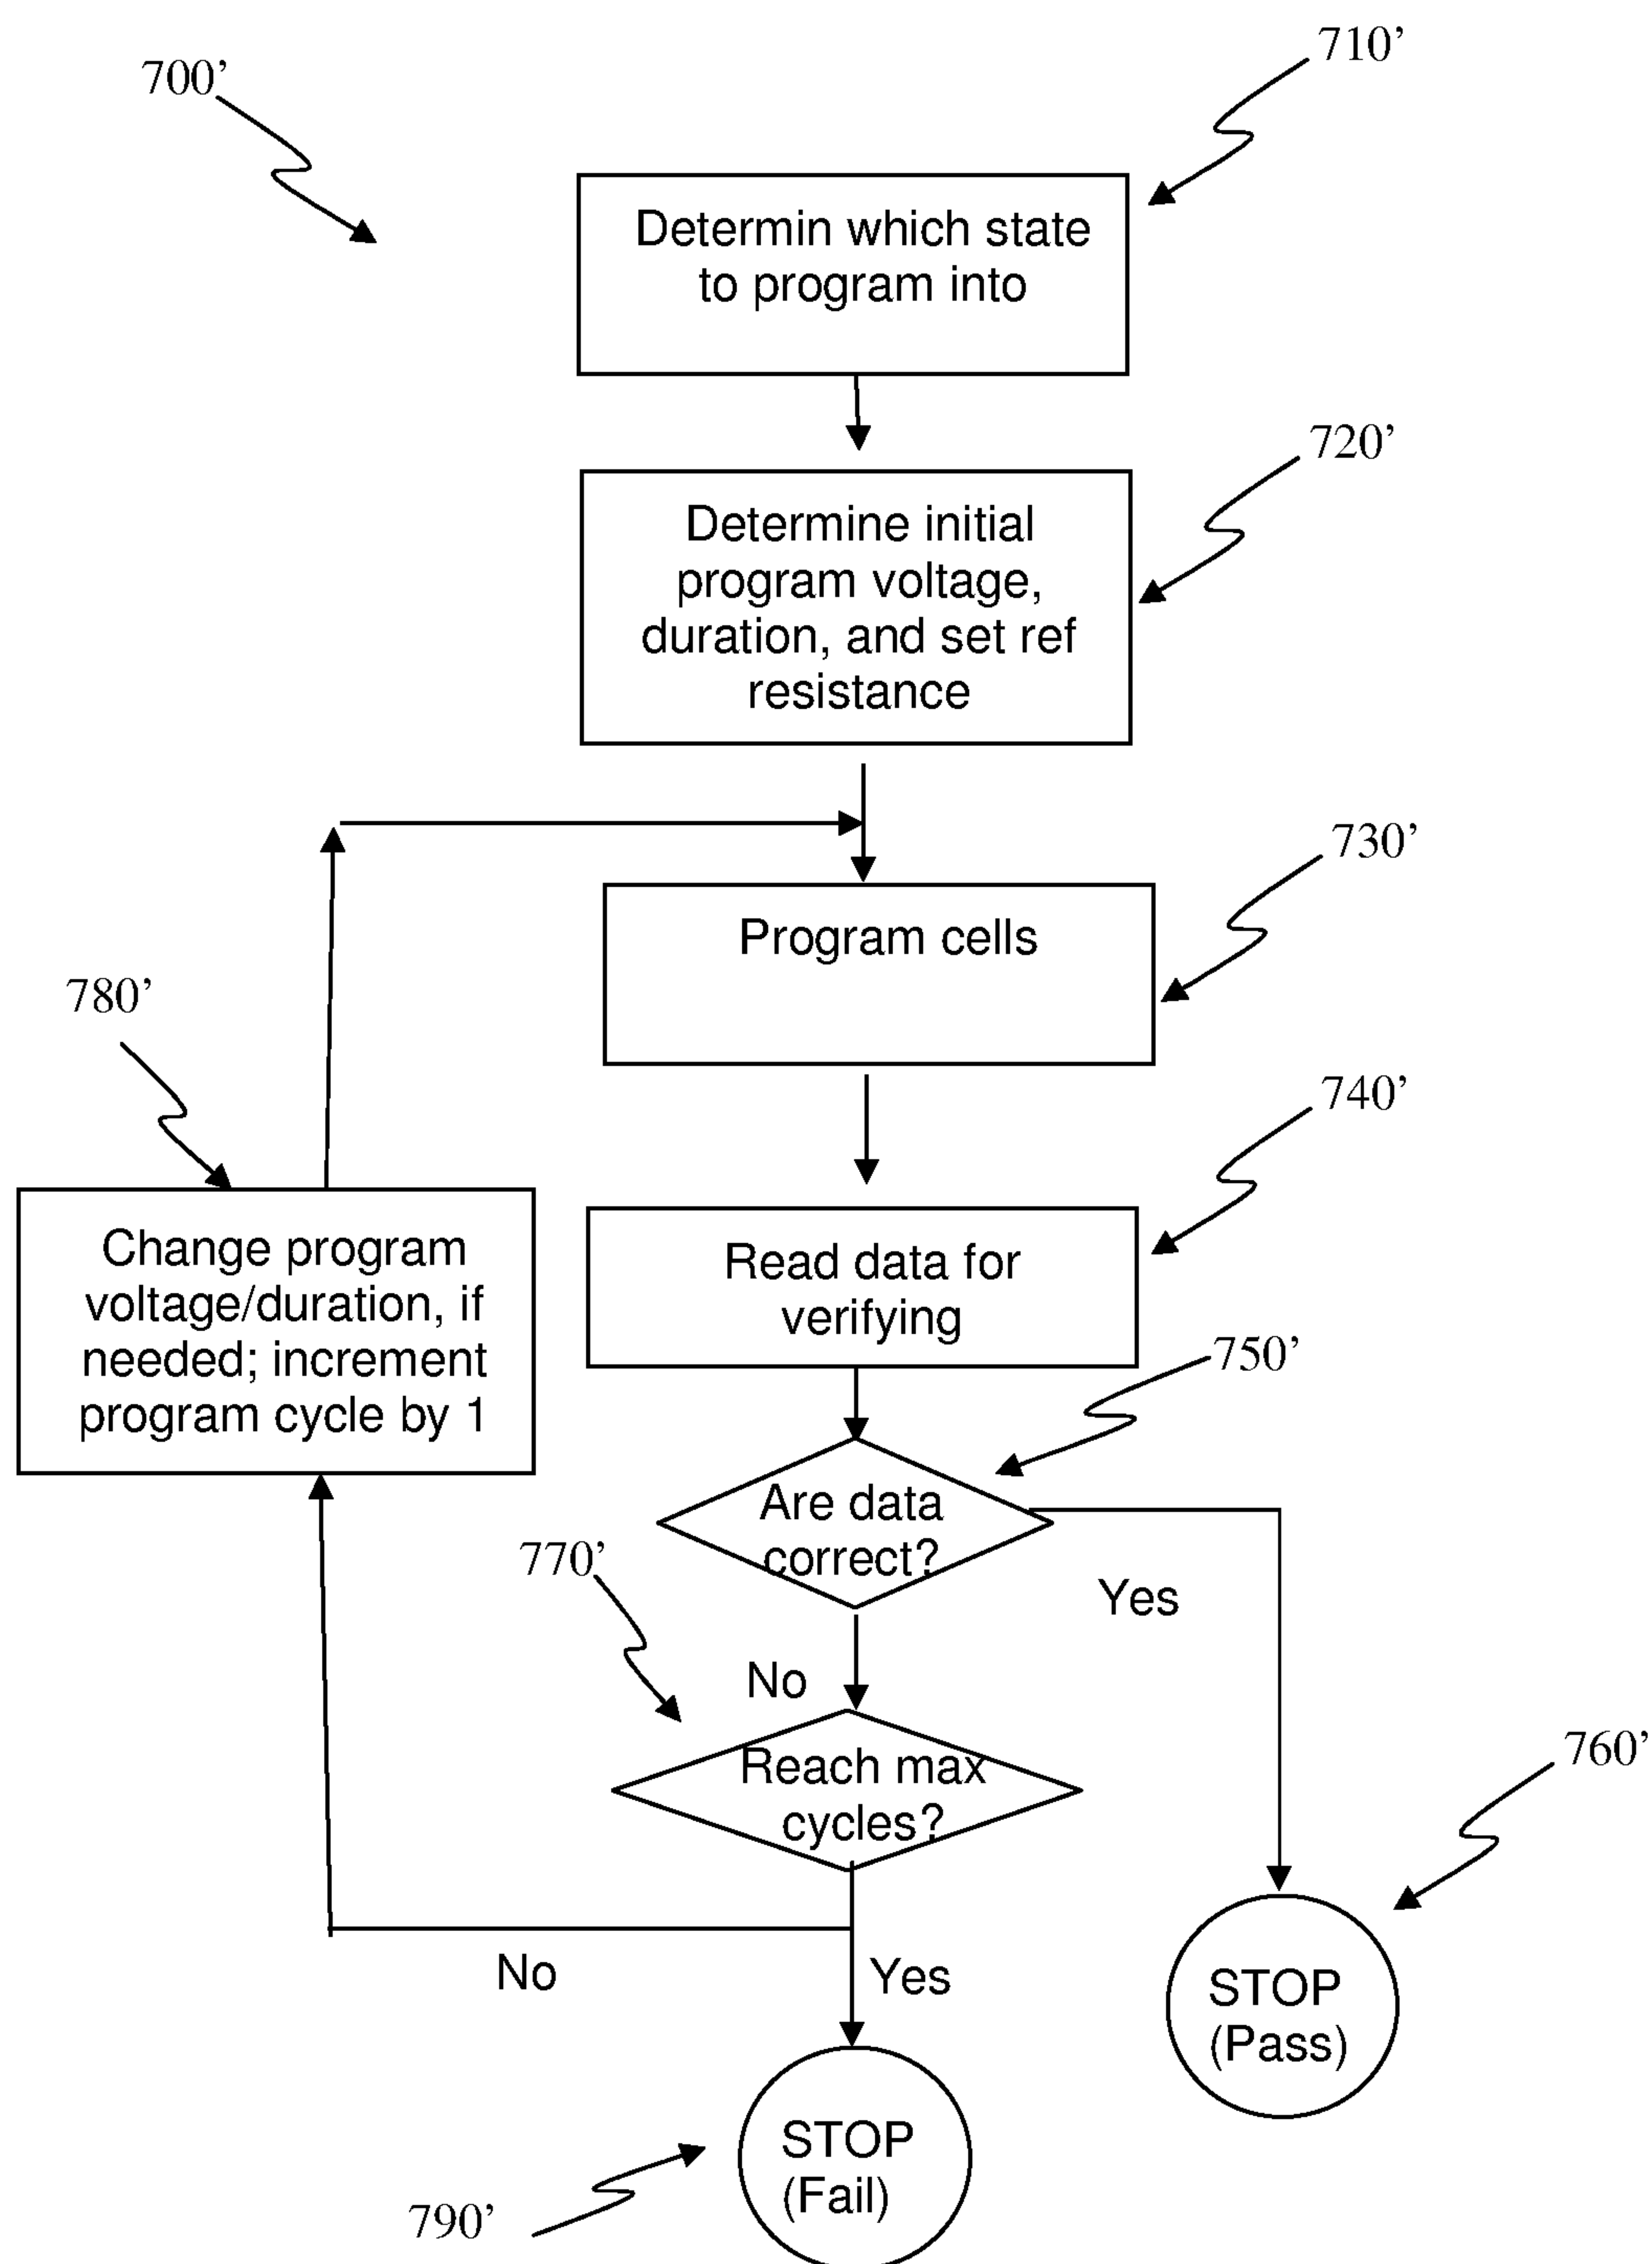 700’
710’
Determin which state
to program into
720’
Determine initial
program voltage,
duration, and set ref
resistance
730’
Program cells
780’
740’
Change program
voltage/duration, if
needed; increment
program cycle by 1
Read data for
verifying
750’
Are data
correct?
770’
Yes
No
Reach max
cycles?
760’
No
Yes
STOP
(Pass)
STOP
(Fail)
790’